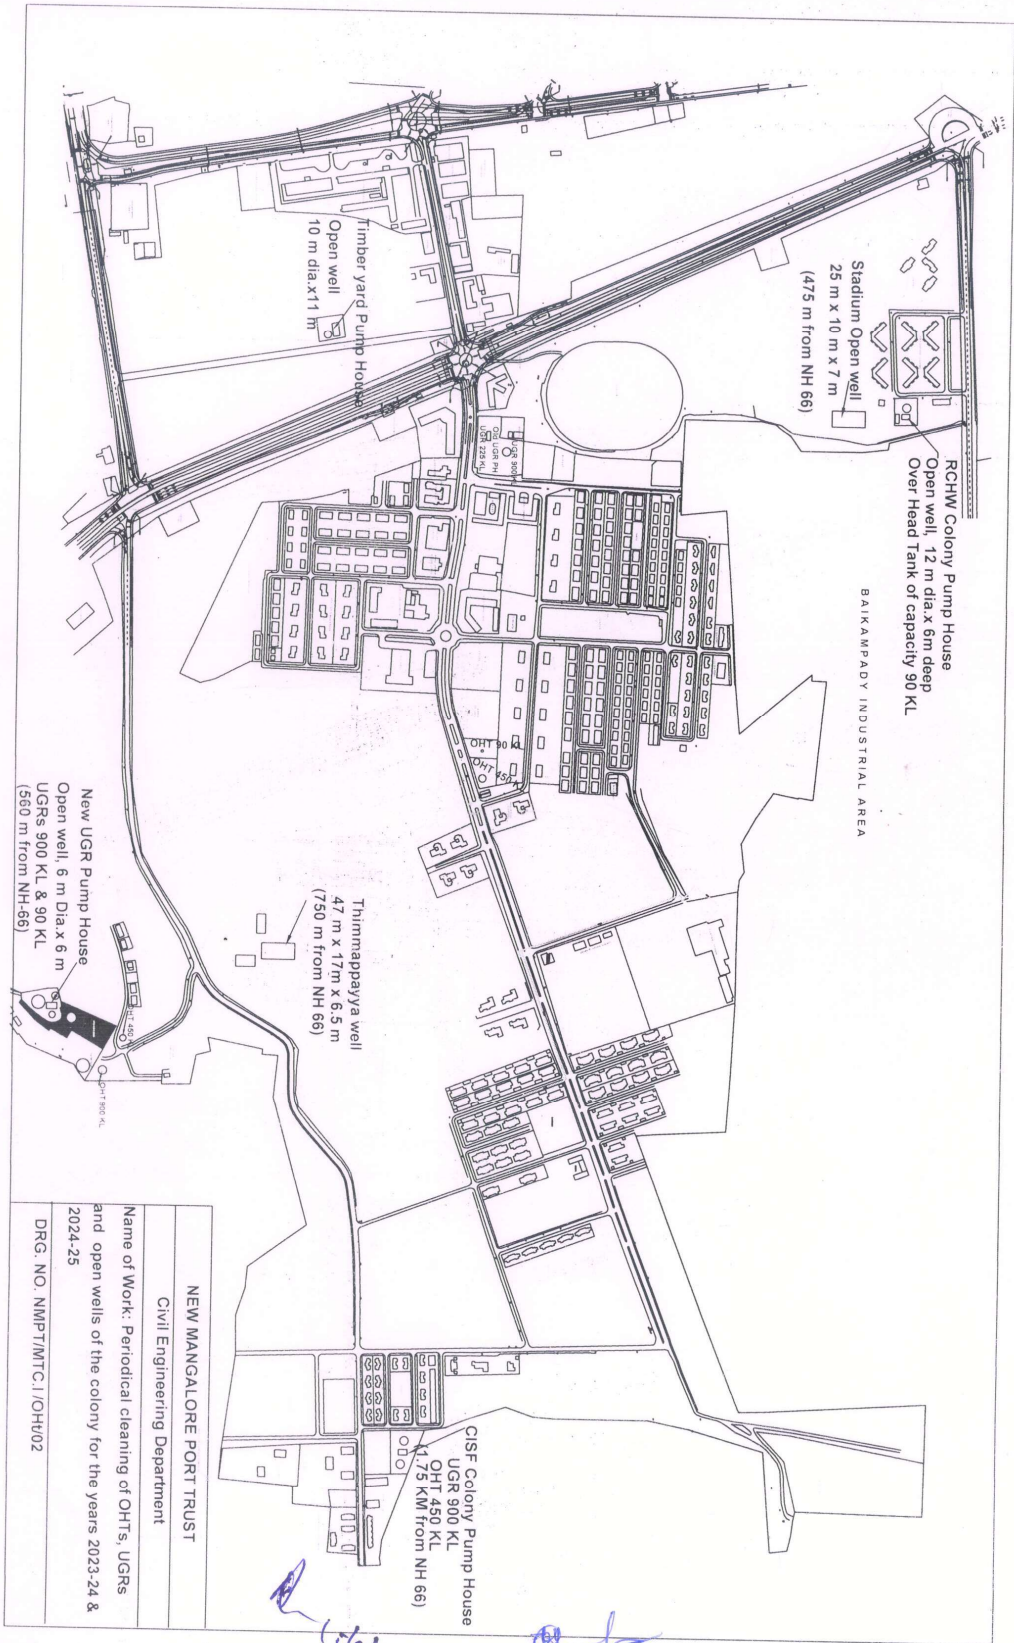 RCHW Colony Pump House
Open well, 12 m dia.x 6m deep
Over Head Tank of capacity 90 KL
Stadium Open well
25 m x 10 m x 7 m
(475 m from NH 66)
BAIKAMPADY INDUSTRIAL AREA
Timber yard Pump House
Open well
10 m dia.x11 m
UGR 900
Old UGR PH
UGR 225 KL
OHT 90 KL
OHT 450
Thimmappayya well
47 m x 17m x 6.5 m
(750 m from NH 66)
New UGR Pump House
Open well, 6 m Dia.x 6 m
UGRs 900 KL & 90 KL
(560 m from NH-66)
OHT 450
OHT 900 KL
CISF Colony Pump House
UGR 900 KL
OHT 450 KL
(1.75 KM from NH 66)
NEW MANGALORE PORT TRUST
Civil Engineering Department
Name of Work: Periodical cleaning of OHTs, UGRs
and open wells of the colony for the years 2023-24 &
2024-25
DRG. NO. NMPT/MTC.I /OHt/02